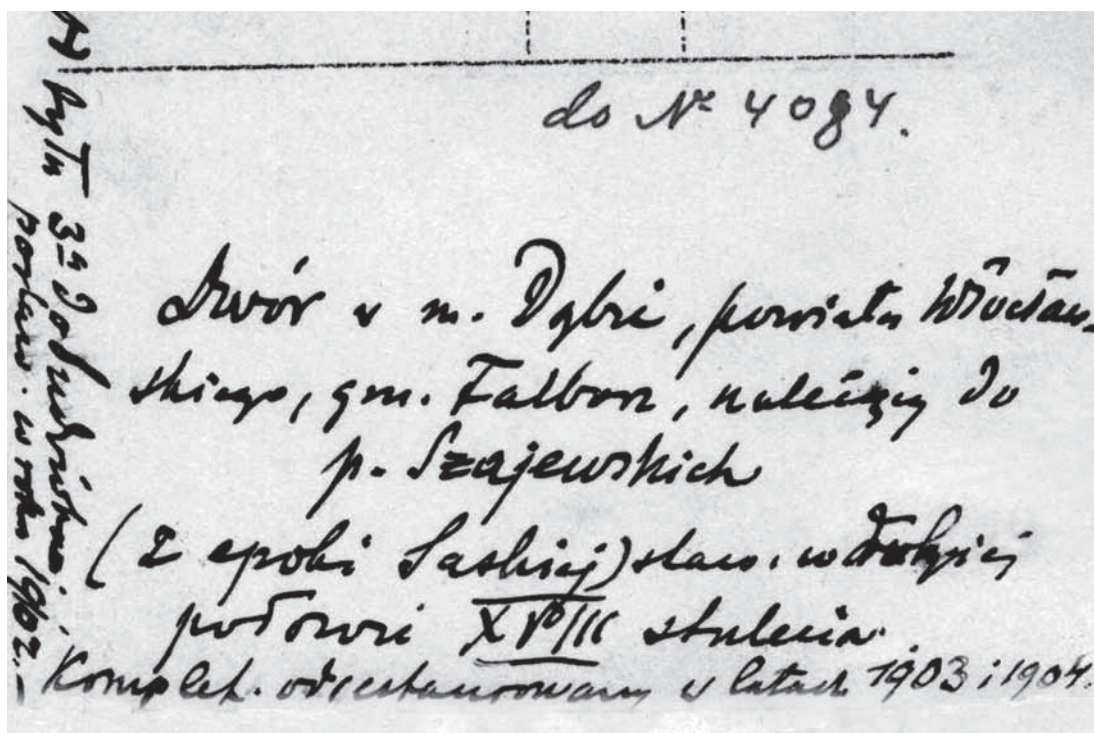 do № 4084.
Dwór w m. Dąbie, powiatu Włocław-
skiego, gm. Falborz, należący do
p. Szajewskich
(z epoki Saskiej) staw. w drugiej
połowie XVIII stulecia.
Komplet. odrestaurowany w latach 1903 i 1904.
w roku 1902.